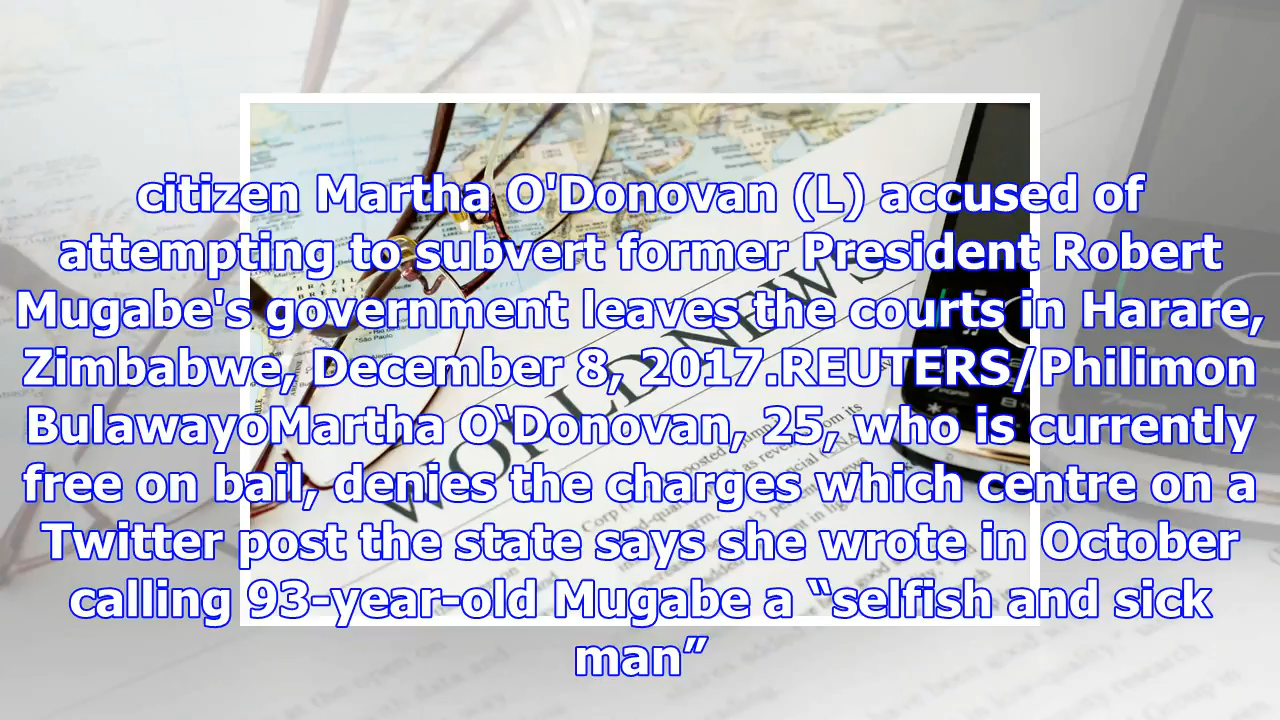 citizen Martha O'Donovan (L) accused of
attempting to subvert former President Robert
Mugabe's government leaves the courts in Harare,
Zimbabwe, December 8, 2017.REUTERS/Philimon
BulawayoMartha O‘Donovan, 25, who is currently
free on bail, denies the charges which centre on a
Twitter post the state says she wrote in October
calling 93-year-old Mugabe a “selfish and sick
man”
WORLD NEWS